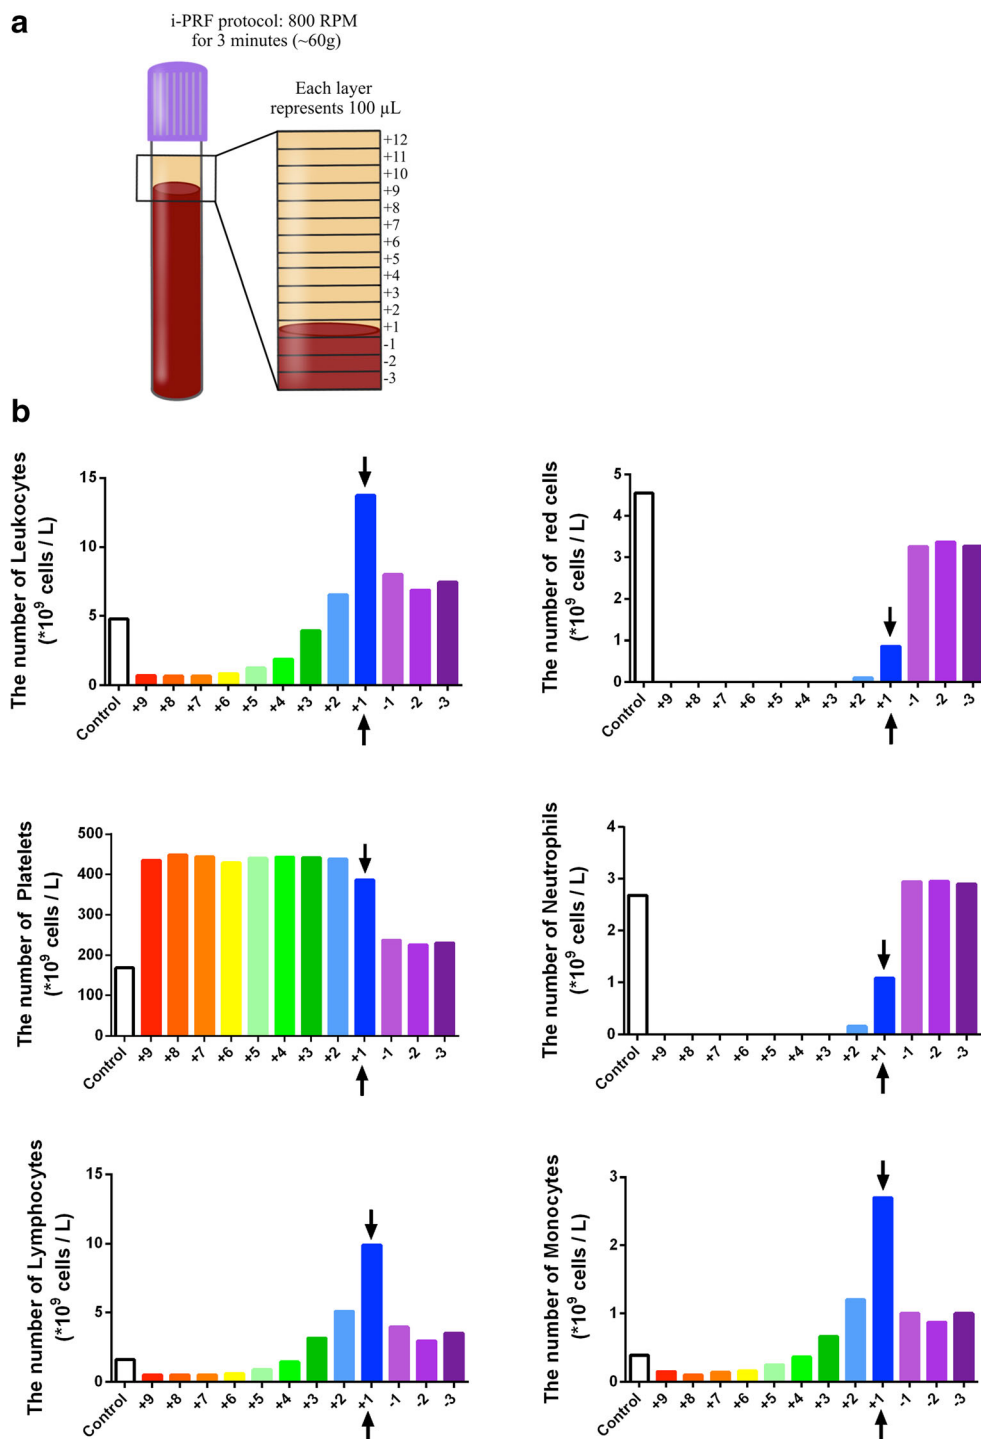 a
i-PRF protocol: 800 RPM
for 3 minutes (~60g)
Each layer
represents 100 µL
+12
+11
+10
+9
+8
+7
+6
+5
+4
+3
+2
+1
-1
-2
-3
b
The number of Leukocytes
(*10⁹ cells / L)
15
10
5
0
Control +9 +8 +7 +6 +5 +4 +3 +2 +1 -1 -2 -3
The number of red cells
(*10⁹ cells / L)
5
4
3
2
1
0
Control +9 +8 +7 +6 +5 +4 +3 +2 +1 -1 -2 -3
The number of Platelets
(*10⁹ cells / L)
500
400
300
200
100
0
Control +9 +8 +7 +6 +5 +4 +3 +2 +1 -1 -2 -3
The number of Neutrophils
(*10⁹ cells / L)
4
3
2
1
0
Control +9 +8 +7 +6 +5 +4 +3 +2 +1 -1 -2 -3
The number of Lymphocytes
(*10⁹ cells / L)
15
10
5
0
Control +9 +8 +7 +6 +5 +4 +3 +2 +1 -1 -2 -3
The number of Monocytes
(*10⁹ cells / L)
3
2
1
0
Control +9 +8 +7 +6 +5 +4 +3 +2 +1 -1 -2 -3